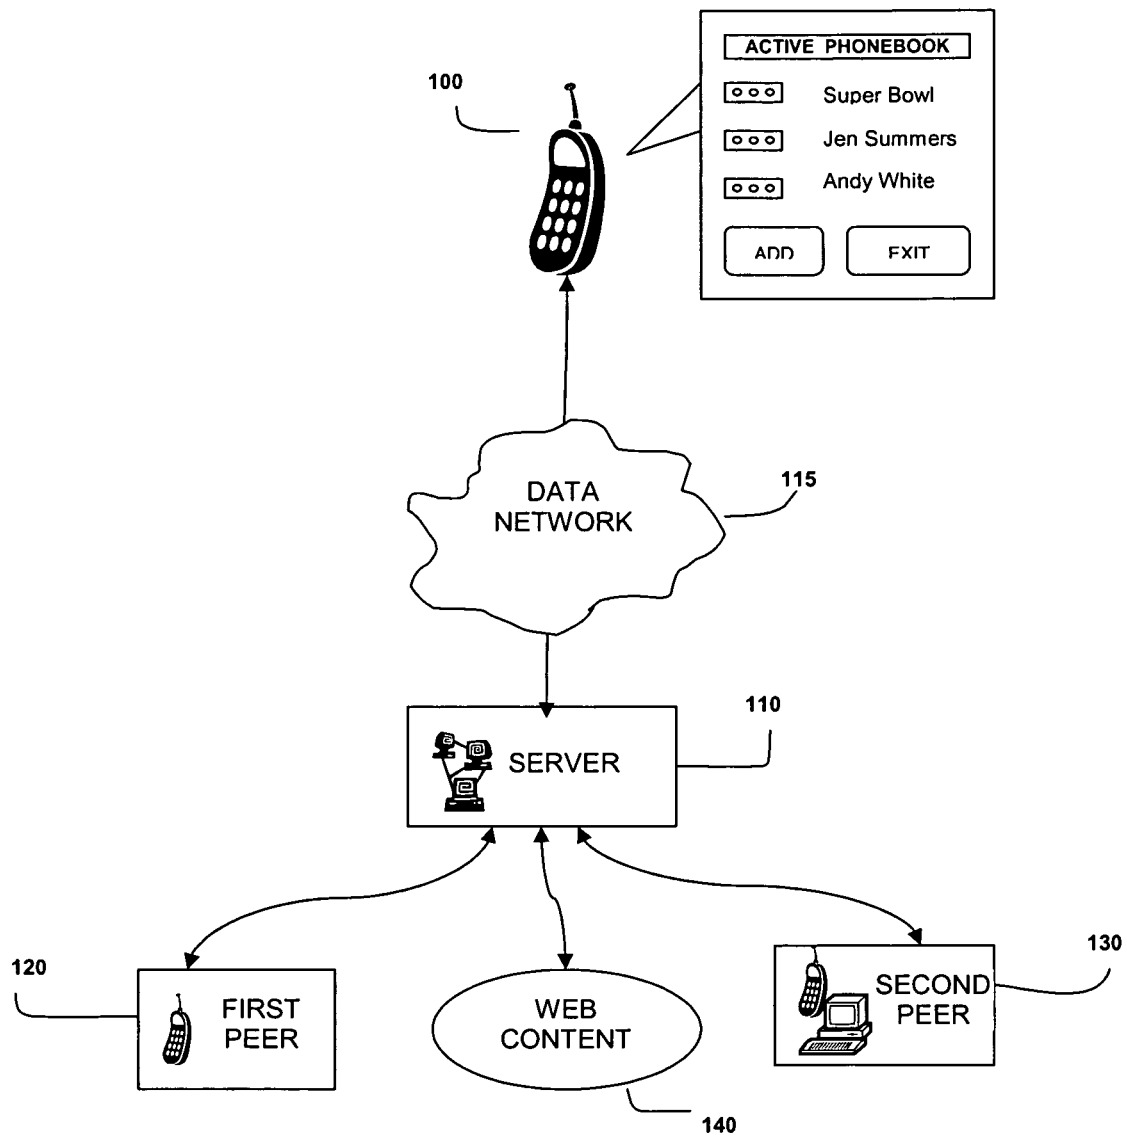 ACTIVE PHONEBOOK
100
Super Bowl
Jen Summers
Andy White
ADD
EXIT
DATA
NETWORK
115
110
SERVER
120
FIRST
PEER
WEB
CONTENT
140
SECOND
PEER
130